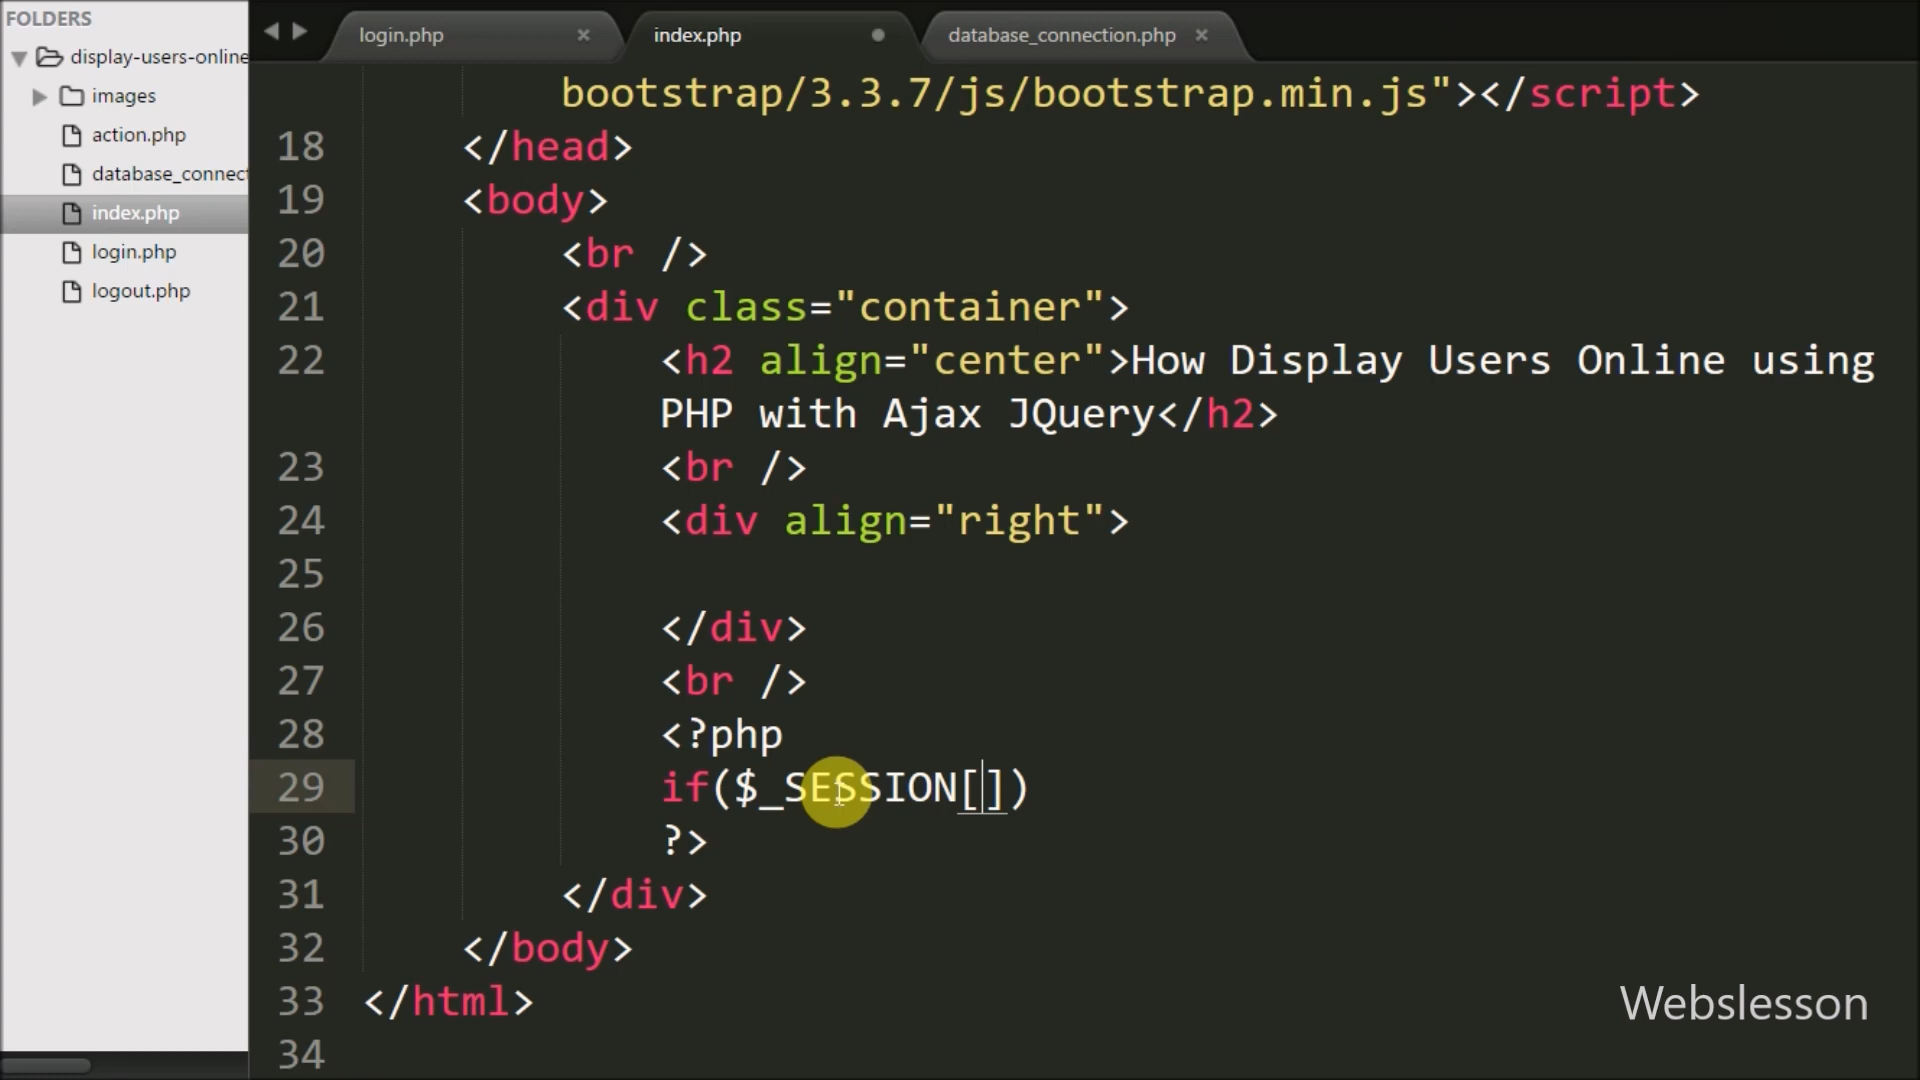 FOLDERS
display-users-online
images
action.php
database_connect
index.php
login.php
logout.php
login.php
index.php
database_connection.php
bootstrap/3.3.7/js/bootstrap.min.js"></script>
18 </head>
19 <body>
20 <br />
21 <div class="container">
22 <h2 align="center">How Display Users Online using
PHP with Ajax JQuery</h2>
23 <br />
24 <div align="right">
25
26 </div>
27 <br />
28 <?php
29 if($_SESSION[])
30 ?>
31 </div>
32 </body>
33 </html>
34
Webslesson